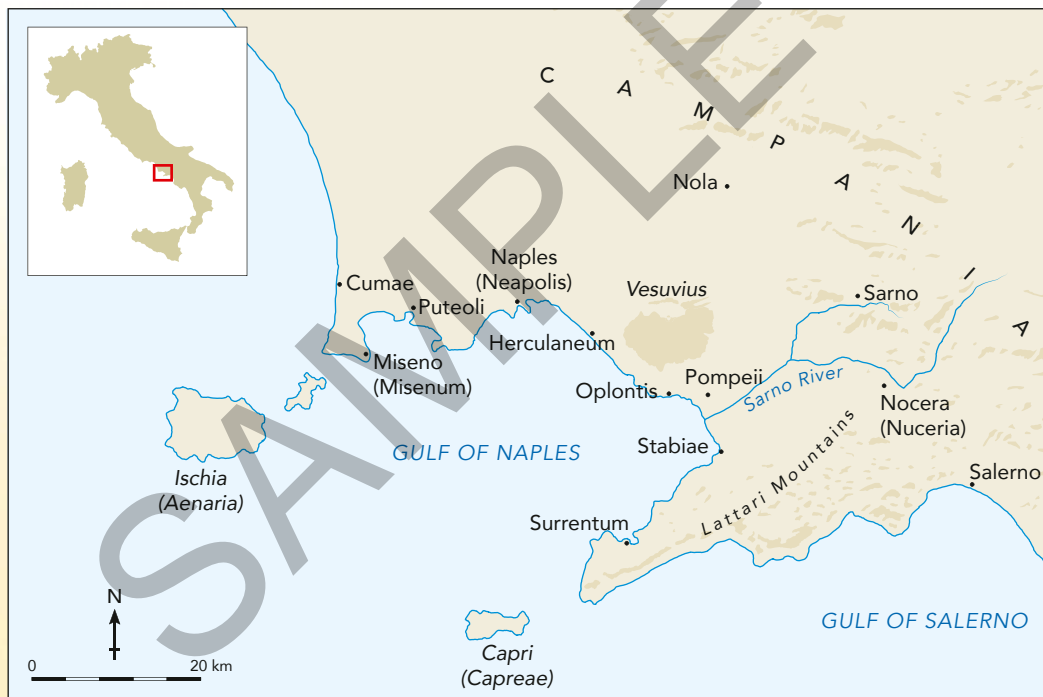 CAMPANIA
Nola
Naples
(Neapolis)
Vesuvius
Cumae
Puteoli
Sarno
Herculaneum
Miseno
(Misenum)
Oplontis
Pompeii
Sarno River
Nocera
(Nuceria)
GULF OF NAPLES
Stabiae
Lattari Mountains
Ischia
(Aenaria)
Salerno
Surrentum
N
GULF OF SALERNO
Capri
(Capreae)
0 20 km
SAMPLE